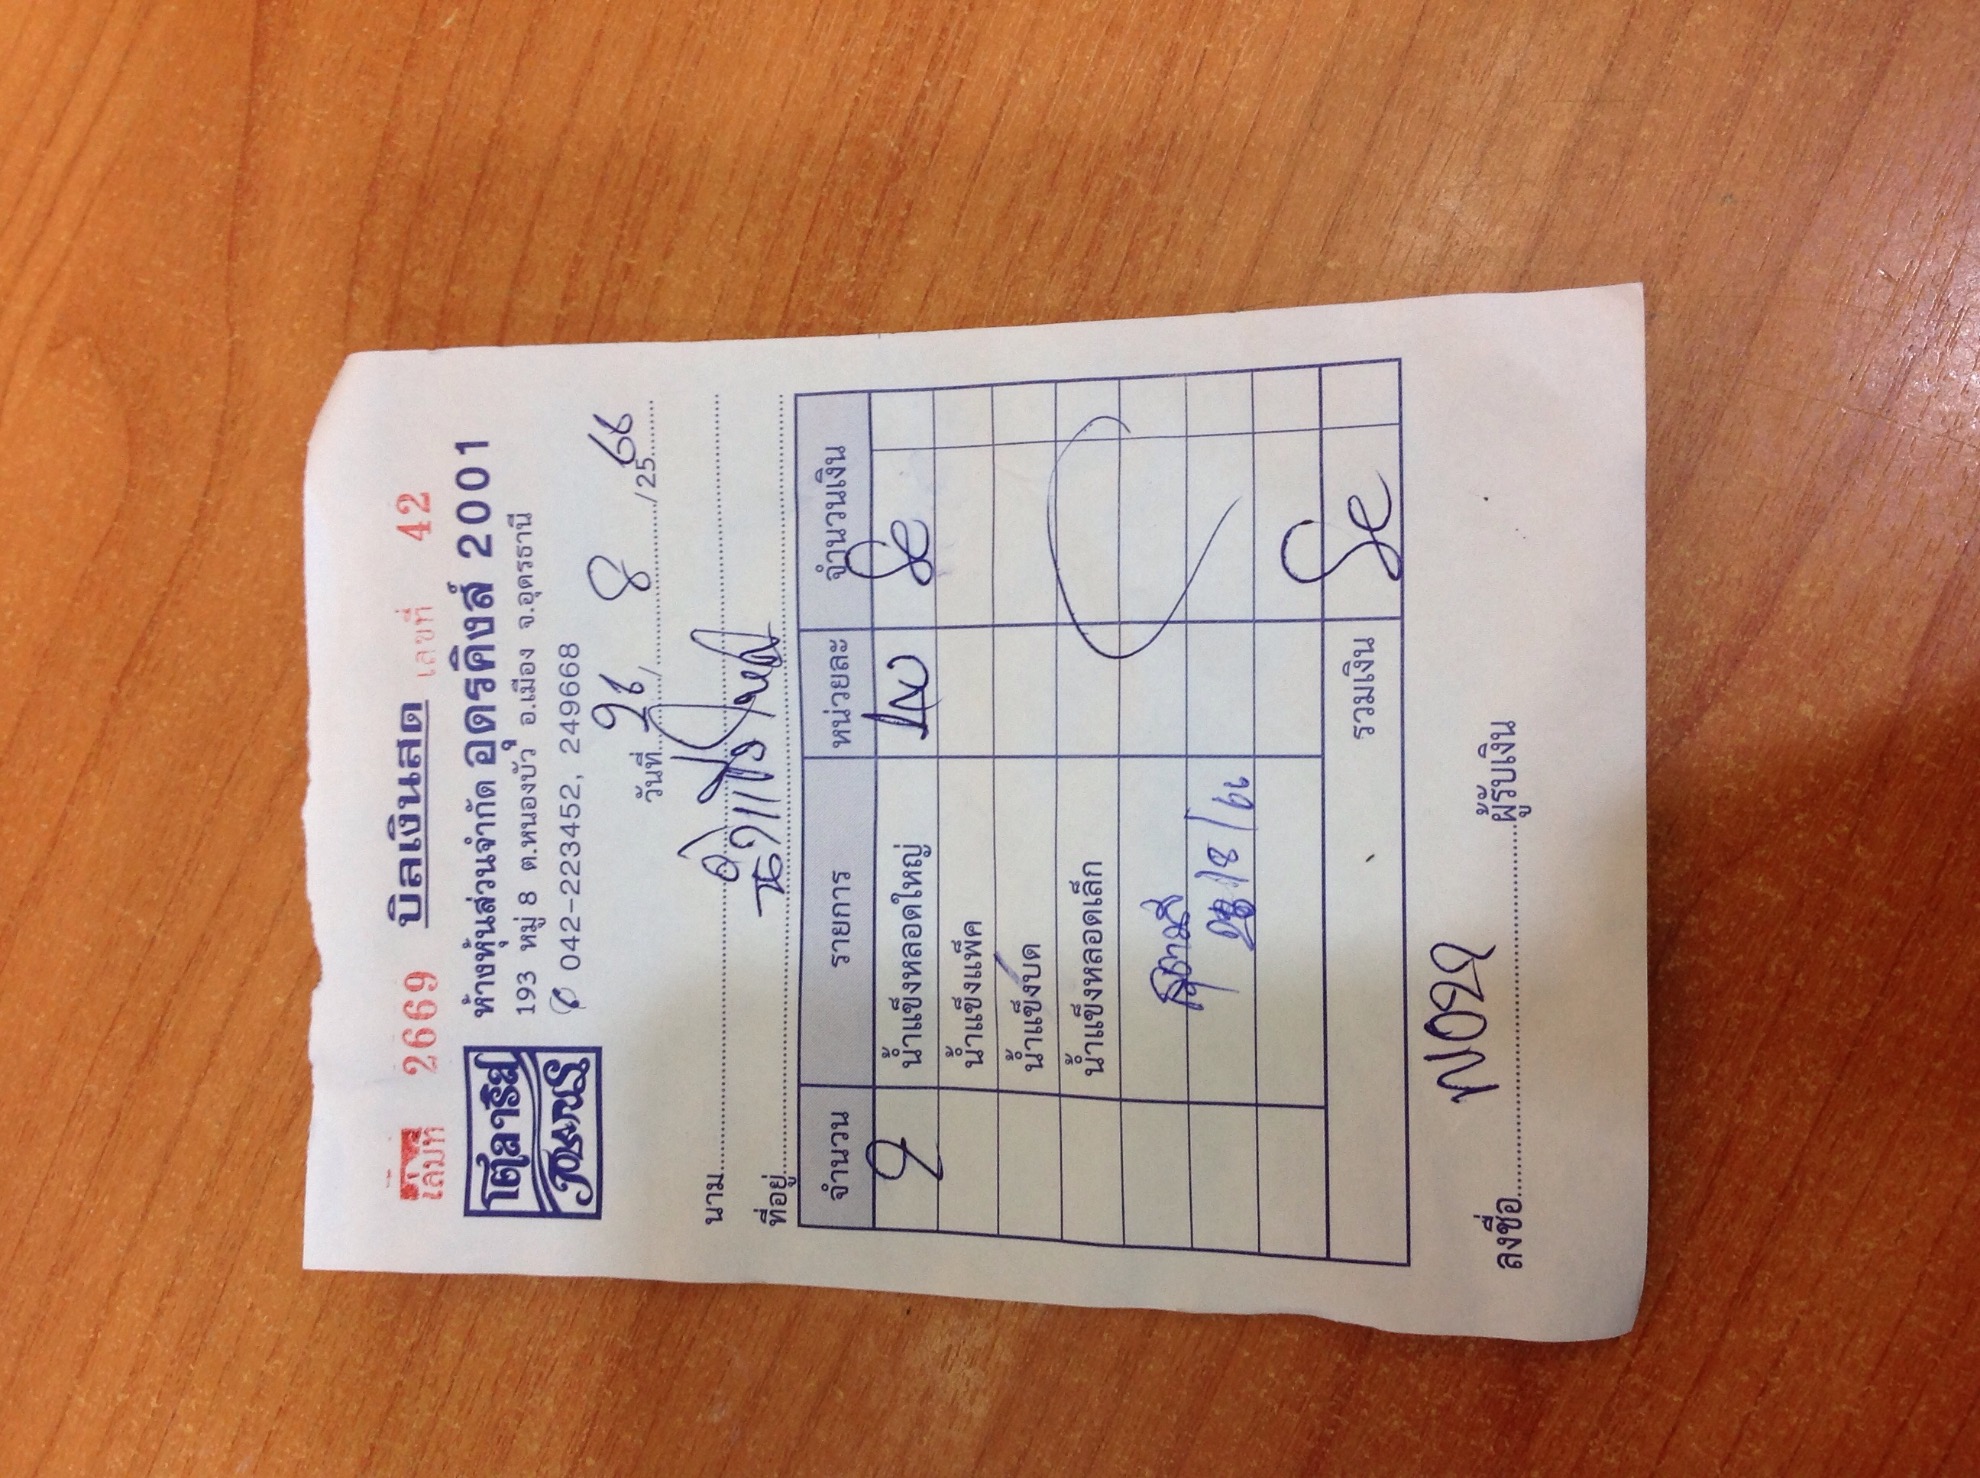 เล่มที่ 2669 บิลเงินสด เลขที่ 42
โตลาริส
POLARIS
ห้างหุ้นส่วนจำกัด อุดรคิงส์ 2001
193 หมู่ 8 ต.หนองบัว อ.เมือง จ.อุดรธานี
042-223452, 249668
วันที่ 26/ 8 /25 66
นาม
ที่อยู่
จำนวน รายการ หน่วยละ จำนวนเงิน
2 น้ำแข็งหลอดใหญ่ 40 80
น้ำแข็งแพ็ค
น้ำแข็งบด
น้ำแข็งหลอดเล็ก
/8/66
รวมเงิน 80
ลงชื่อ ผู้รับเงิน